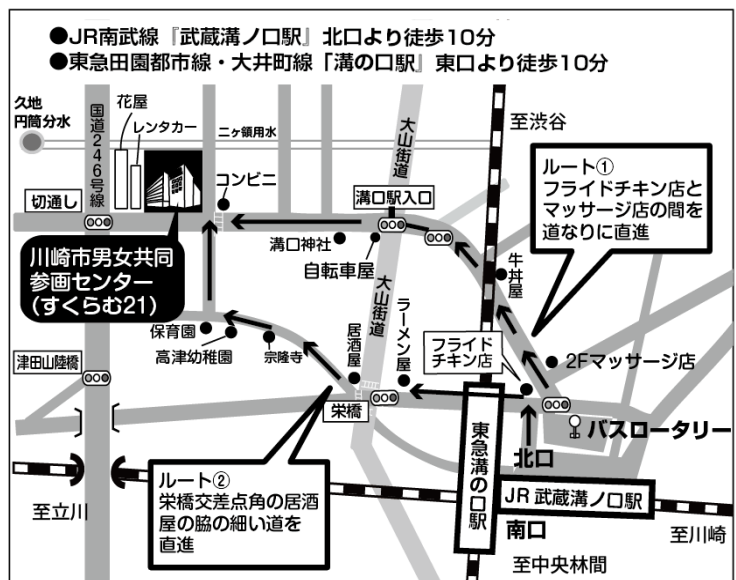 ●JR南武線『武蔵溝ノ口駅』北口より徒歩10分
●東急田園都市線・大井町線「溝の口駅』東口より徒歩10分
久地
円筒分水
国道246号線
花屋
レンタカー
二ヶ領用水
大山街道
至渋谷
ルート①
フライドチキン店と
マッサージ店の間を
道なりに直進
切通し
コンビニ
溝口駅入口
川崎市男女共同
参画センター
(すくらむ21)
溝口神社
自転車屋
牛丼屋
大山街道
保育園
高津幼稚園
宗隆寺
居酒屋
ラーメン屋
フライド
チキン店
2Fマッサージ店
津田山陸橋
栄橋
バスロータリー
北口
東急溝の口駅
ルート②
栄橋交差点角の居酒
屋の脇の細い道を
直進
JR 武蔵溝ノ口駅
至立川
南口
至川崎
至中央林間